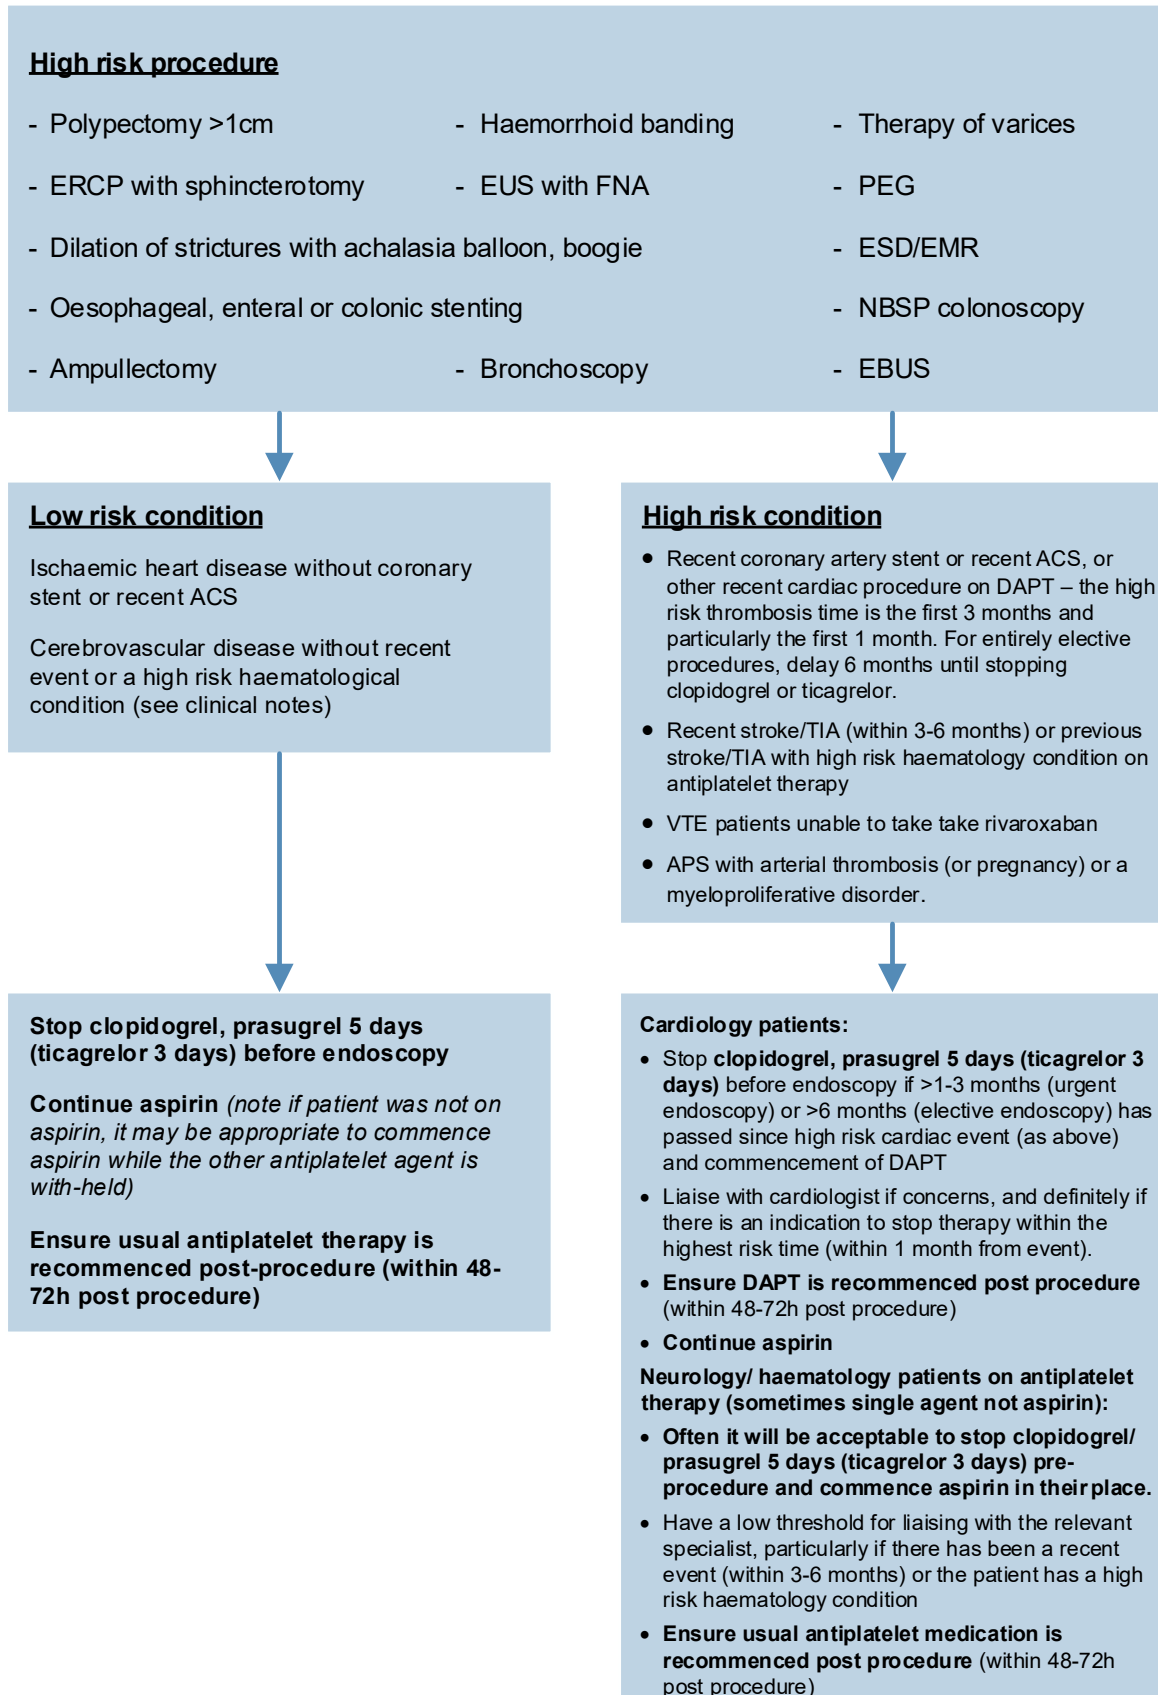 High risk procedure
- Polypectomy >1cm
- Haemorrhoid banding
- Therapy of varices
- ERCP with sphincterotomy
- EUS with FNA
- PEG
- Dilation of strictures with achalasia balloon, boogie
- ESD/EMR
- Oesophageal, enteral or colonic stenting
- NBSP colonoscopy
- Ampullectomy
- Bronchoscopy
- EBUS
Low risk condition
Ischaemic heart disease without coronary
stent or recent ACS
Cerebrovascular disease without recent
event or a high risk haematological
condition (see clinical notes)
High risk condition
• Recent coronary artery stent or recent ACS, or
other recent cardiac procedure on DAPT – the high
risk thrombosis time is the first 3 months and
particularly the first 1 month. For entirely elective
procedures, delay 6 months until stopping
clopidogrel or ticagrelor.
• Recent stroke/TIA (within 3-6 months) or previous
stroke/TIA with high risk haematology condition on
antiplatelet therapy
• VTE patients unable to take take rivaroxaban
• APS with arterial thrombosis (or pregnancy) or a
myeloproliferative disorder.
Stop clopidogrel, prasugrel 5 days
(ticagrelor 3 days) before endoscopy
Continue aspirin (note if patient was not on
aspirin, it may be appropriate to commence
aspirin while the other antiplatelet agent is
with-held)
Ensure usual antiplatelet therapy is
recommenced post-procedure (within 48-
72h post procedure)
Cardiology patients:
• Stop clopidogrel, prasugrel 5 days (ticagrelor 3
days) before endoscopy if >1-3 months (urgent
endoscopy) or >6 months (elective endoscopy) has
passed since high risk cardiac event (as above)
and commencement of DAPT
• Liaise with cardiologist if concerns, and definitely if
there is an indication to stop therapy within the
highest risk time (within 1 month from event).
• Ensure DAPT is recommenced post procedure
(within 48-72h post procedure)
• Continue aspirin
Neurology/ haematology patients on antiplatelet
therapy (sometimes single agent not aspirin):
• Often it will be acceptable to stop clopidogrel/
prasugrel 5 days (ticagrelor 3 days) pre-
procedure and commence aspirin in their place.
• Have a low threshold for liaising with the relevant
specialist, particularly if there has been a recent
event (within 3-6 months) or the patient has a high
risk haematology condition
• Ensure usual antiplatelet medication is
recommenced post procedure (within 48-72h
post procedure)